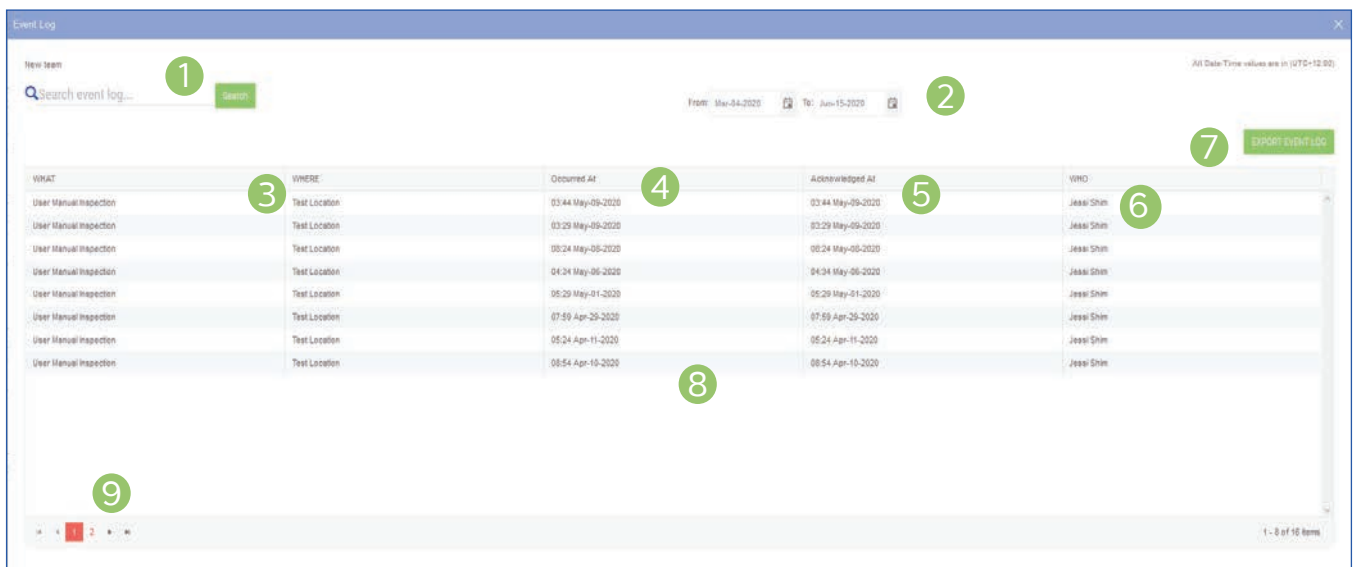 Event Log
New team
All Date-Time values are in (UTC+12:00)
1
Search event log...
Search
From: Mar-04-2020 To: Jun-15-2020
2
7
EXPORT EVENT LOG
WHAT WHERE Occurred At Acknowledged At WHO
3 4 5 6
User Manual Inspection Test Location 03:44 May-09-2020 03:44 May-09-2020 Jessi Shim
User Manual Inspection Test Location 03:29 May-09-2020 03:29 May-09-2020 Jessi Shim
User Manual Inspection Test Location 08:24 May-08-2020 08:24 May-08-2020 Jessi Shim
User Manual Inspection Test Location 04:34 May-06-2020 04:34 May-06-2020 Jessi Shim
User Manual Inspection Test Location 05:29 May-01-2020 05:29 May-01-2020 Jessi Shim
User Manual Inspection Test Location 07:59 Apr-29-2020 07:59 Apr-29-2020 Jessi Shim
User Manual Inspection Test Location 05:24 Apr-11-2020 05:24 Apr-11-2020 Jessi Shim
User Manual Inspection Test Location 08:54 Apr-10-2020 08:54 Apr-10-2020 Jessi Shim
8
9
1 2
1 - 8 of 16 items